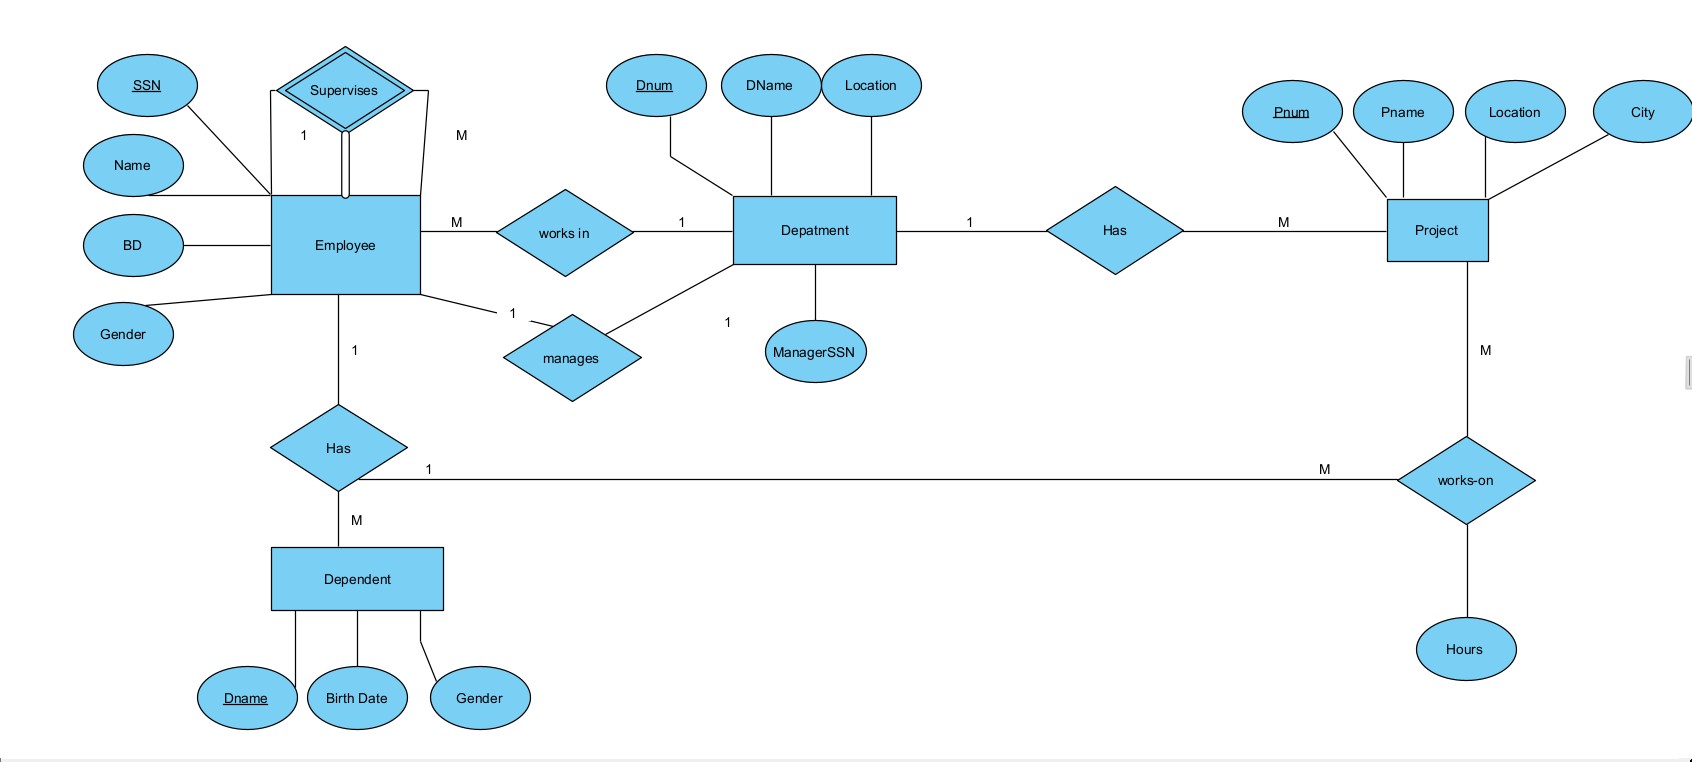 SSN
Supervises
Dnum
DName
Location
Pnum
Pname
Location
City
1
M
Name
M
works in
1
Depatment
1
Has
M
Project
BD
Employee
Gender
1
1
manages
ManagerSSN
1
M
Has
1
M
works-on
M
Dependent
Hours
Dname
Birth Date
Gender